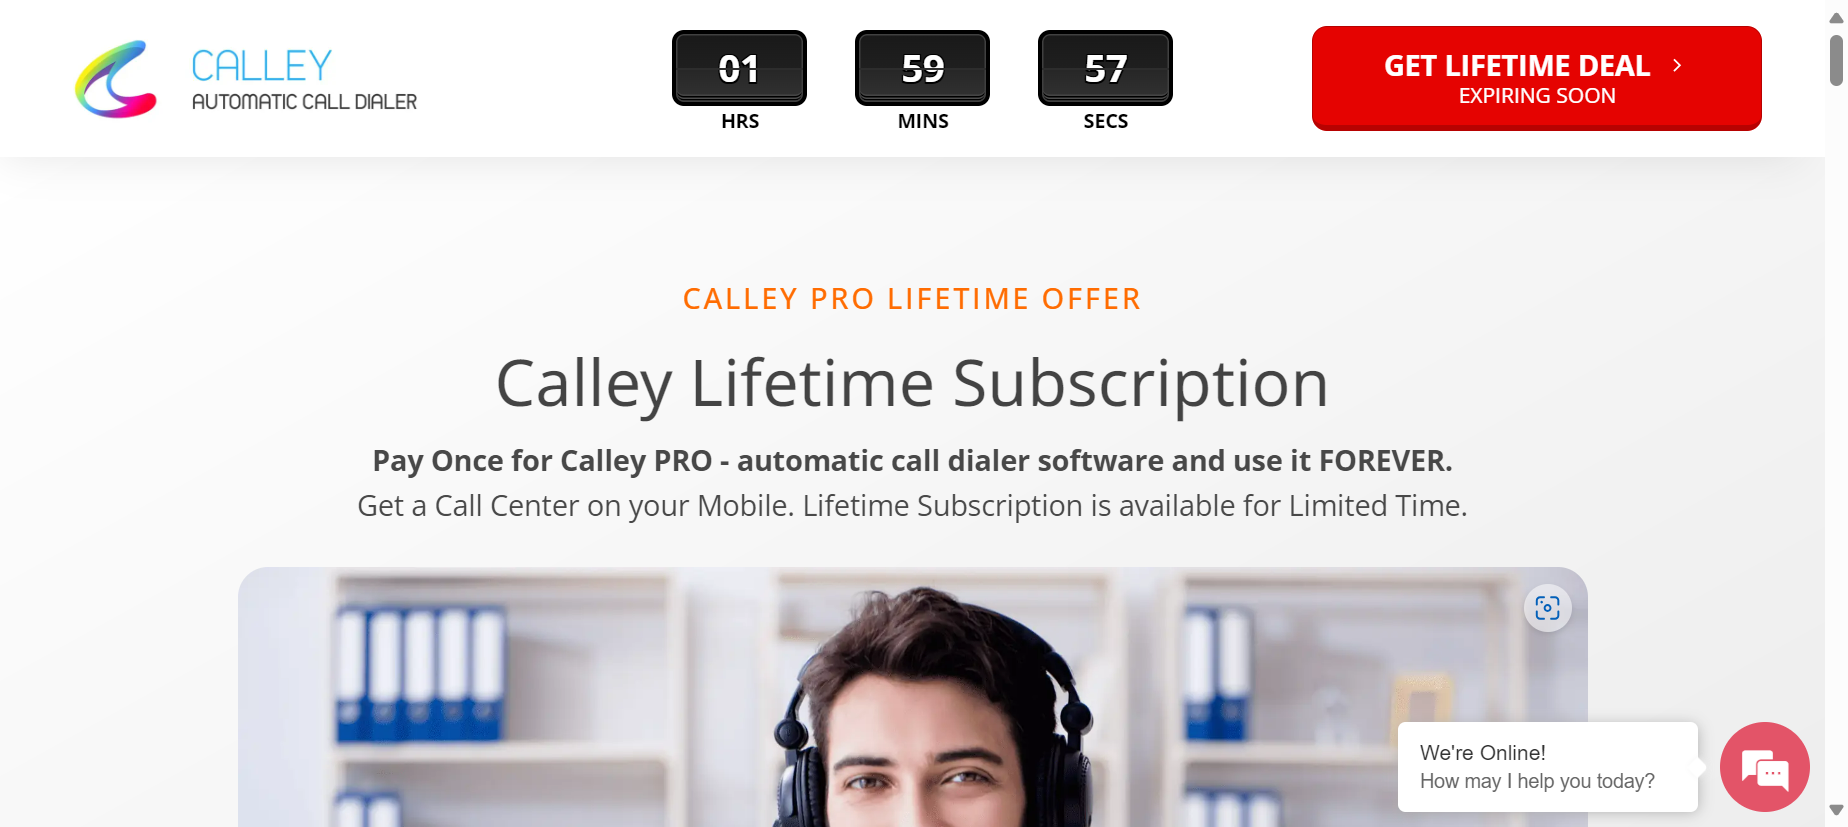 CALLEY
AUTOMATIC CALL DIALER
01
HRS
59
MINS
57
SECS
GET LIFETIME DEAL
EXPIRING SOON
CALLEY PRO LIFETIME OFFER
Calley Lifetime Subscription
Pay Once for Calley PRO - automatic call dialer software and use it FOREVER.
Get a Call Center on your Mobile. Lifetime Subscription is available for Limited Time.
We're Online!
How may I help you today?